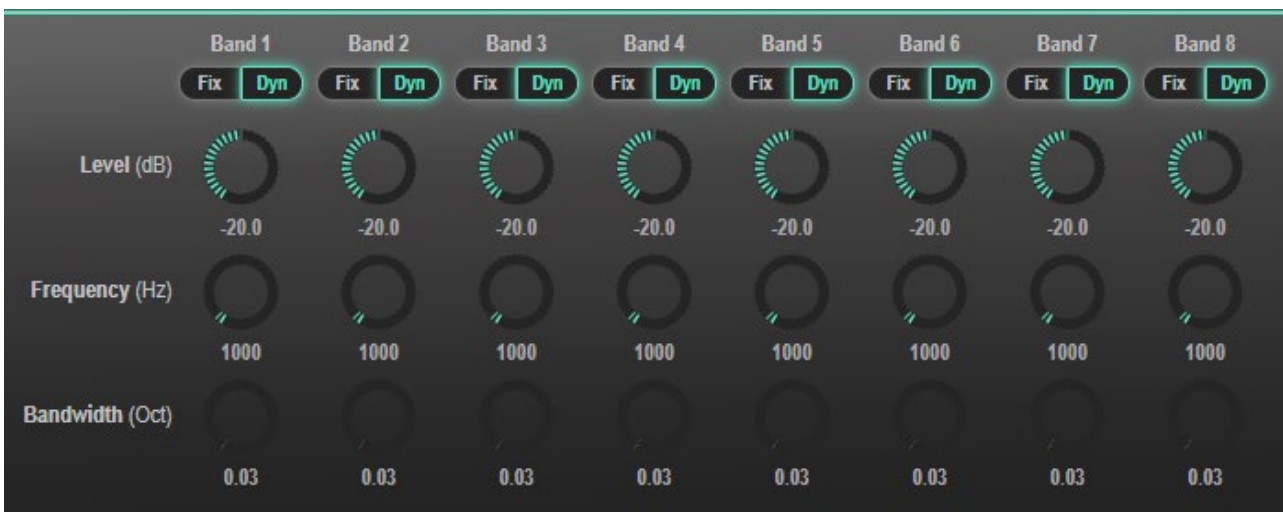 Band 1 Band 2 Band 3 Band 4 Band 5 Band 6 Band 7 Band 8
Fix Dyn Fix Dyn Fix Dyn Fix Dyn Fix Dyn Fix Dyn Fix Dyn Fix Dyn
Level (dB)
-20.0 -20.0 -20.0 -20.0 -20.0 -20.0 -20.0 -20.0
Frequency (Hz)
1000 1000 1000 1000 1000 1000 1000 1000
Bandwidth (Oct)
0.03 0.03 0.03 0.03 0.03 0.03 0.03 0.03